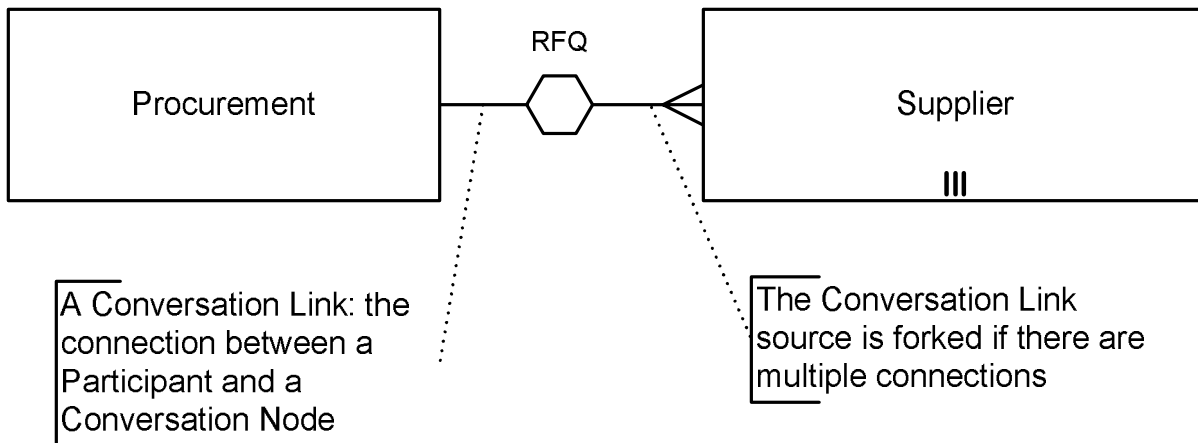 RFQ
Procurement
Supplier
A Conversation Link: the
connection between a
Participant and a
Conversation Node
The Conversation Link
source is forked if there are
multiple connections